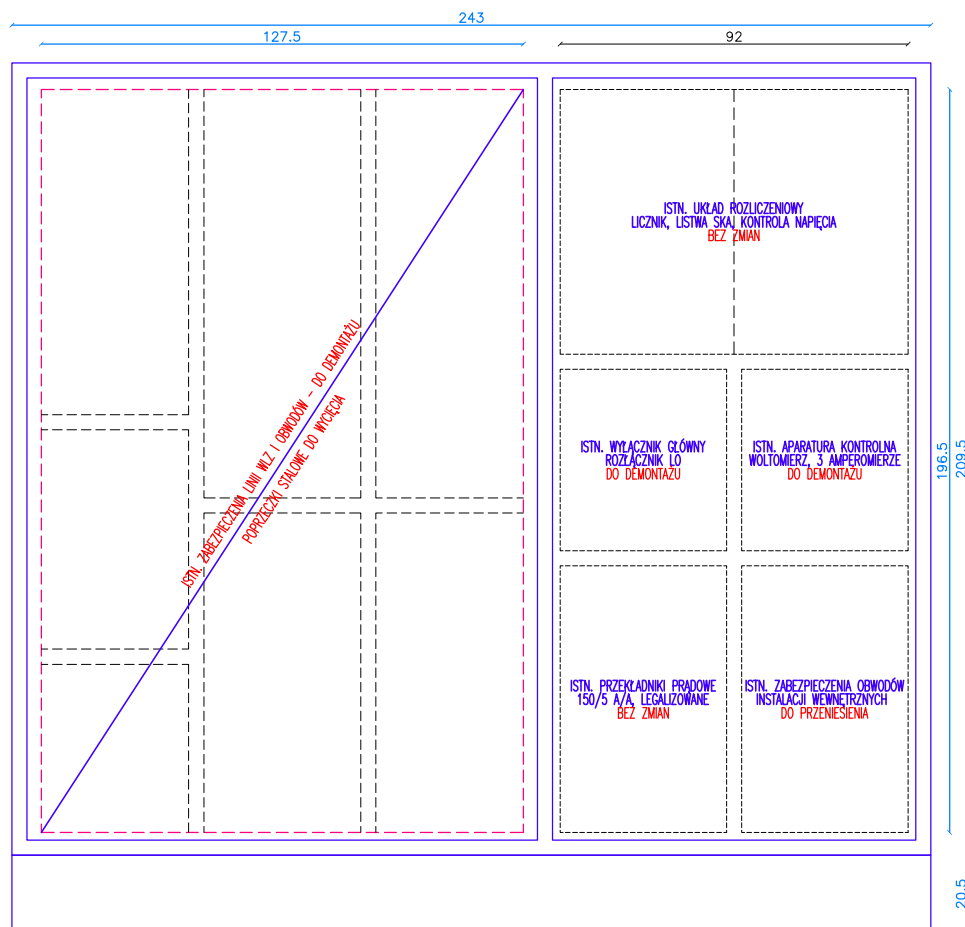 243
127.5
92
ISTN. UKŁAD ROZLICZENIOWY
LICZNIK, LISTWA SKA, KONTROLA NAPIĘCIA
BEZ ZMIAN
ISTN. ZABEZPIECZENIA LINII WLZ I OBWODÓW - DO DEMONTAŻU
POPRZECZKI STALOWE DO WYCIĘCIA
ISTN. WYŁĄCZNIK GŁÓWNY
ROZŁĄCZNIK LO
DO DEMONTAŻU
ISTN. APARATURA KONTROLNA
WOLTOMIERZ, 3 AMPEROMIERZE
DO DEMONTAŻU
196.5
209.5
ISTN. PRZEKŁADNIKI PRĄDOWE
150/5 A/A, LEGALIZOWANE
BEZ ZMIAN
ISTN. ZABEZPIECZENIA OBWODÓW
INSTALACJI WEWNĘTRZNYCH
DO PRZENIESIENIA
20.5